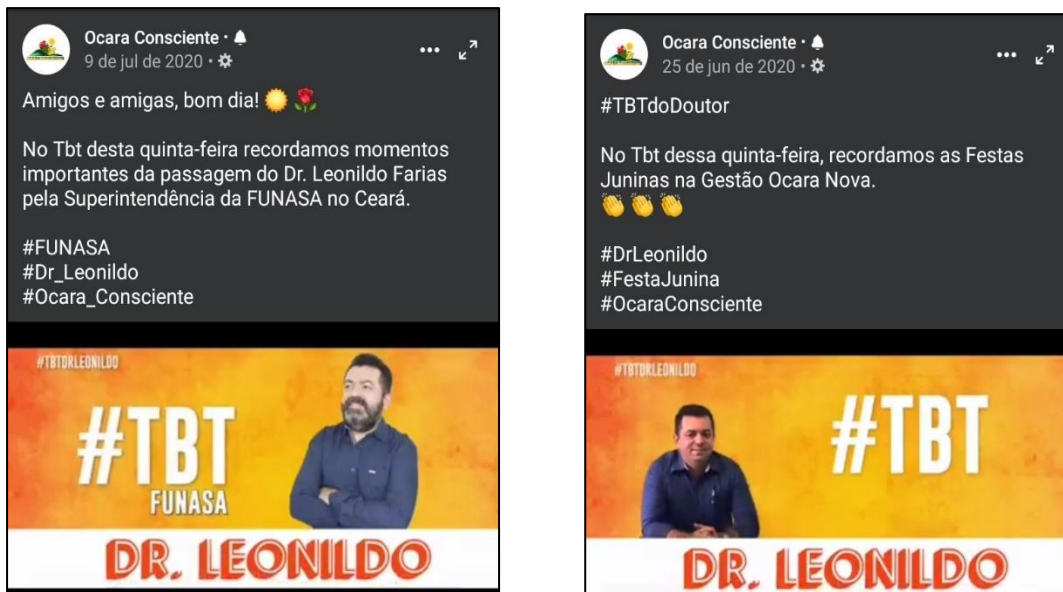 Ocara Consciente ·
9 de jul de 2020 ·
Amigos e amigas, bom dia!
No Tbt desta quinta-feira recordamos momentos
importantes da passagem do Dr. Leonildo Farias
pela Superintendência da FUNASA no Ceará.
#FUNASA
#Dr_Leonildo
#Ocara_Consciente
#TBTDRLEONILDO
#TBT
FUNASA
DR. LEONILDO
Ocara Consciente ·
25 de jun de 2020 ·
#TBTdoDoutor
No Tbt dessa quinta-feira, recordamos as Festas
Juninas na Gestão Ocara Nova.
#DrLeonildo
#FestaJunina
#OcaraConsciente
#TBTDRLEONILDO
#TBT
DR. LEONILDO